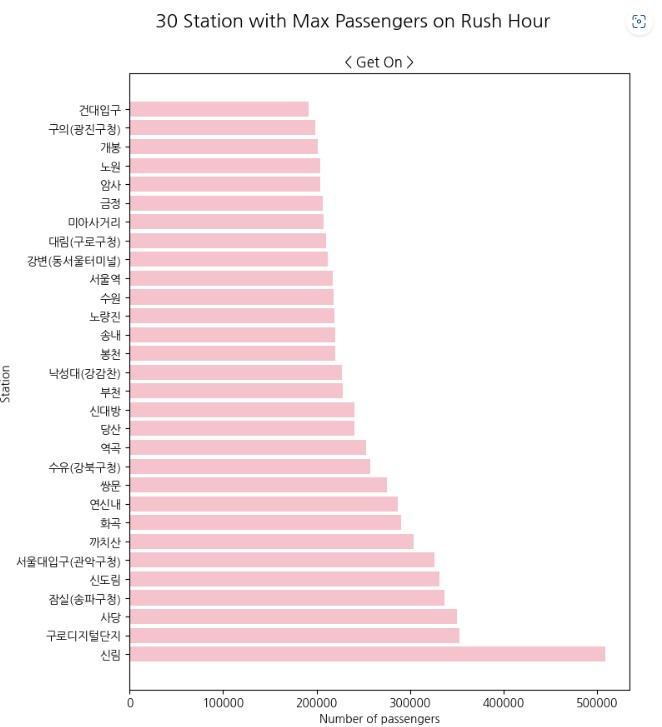 30 Station with Max Passengers on Rush Hour
< Get On >
건대입구
구의(광진구청)
개봉
노원
암사
금정
미아사거리
대림(구로구청)
강변(동서울터미널)
서울역
수원
노량진
송내
봉천
낙성대(강감찬)
부천
신대방
당산
역곡
수유(강북구청)
쌍문
연신내
화곡
까치산
서울대입구(관악구청)
신도림
잠실(송파구청)
사당
구로디지털단지
신림
Station
0 100000 200000 300000 400000 500000
Number of passengers